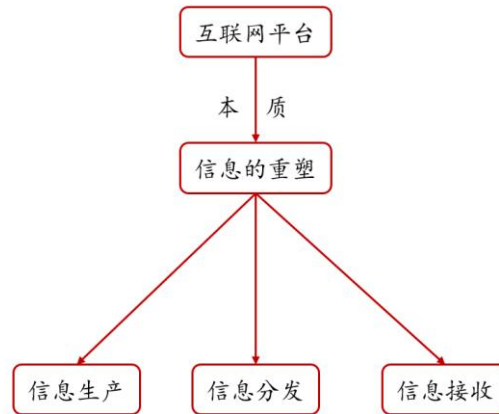 互联网平台
本 质
信息的重塑
信息生产
信息分发
信息接收